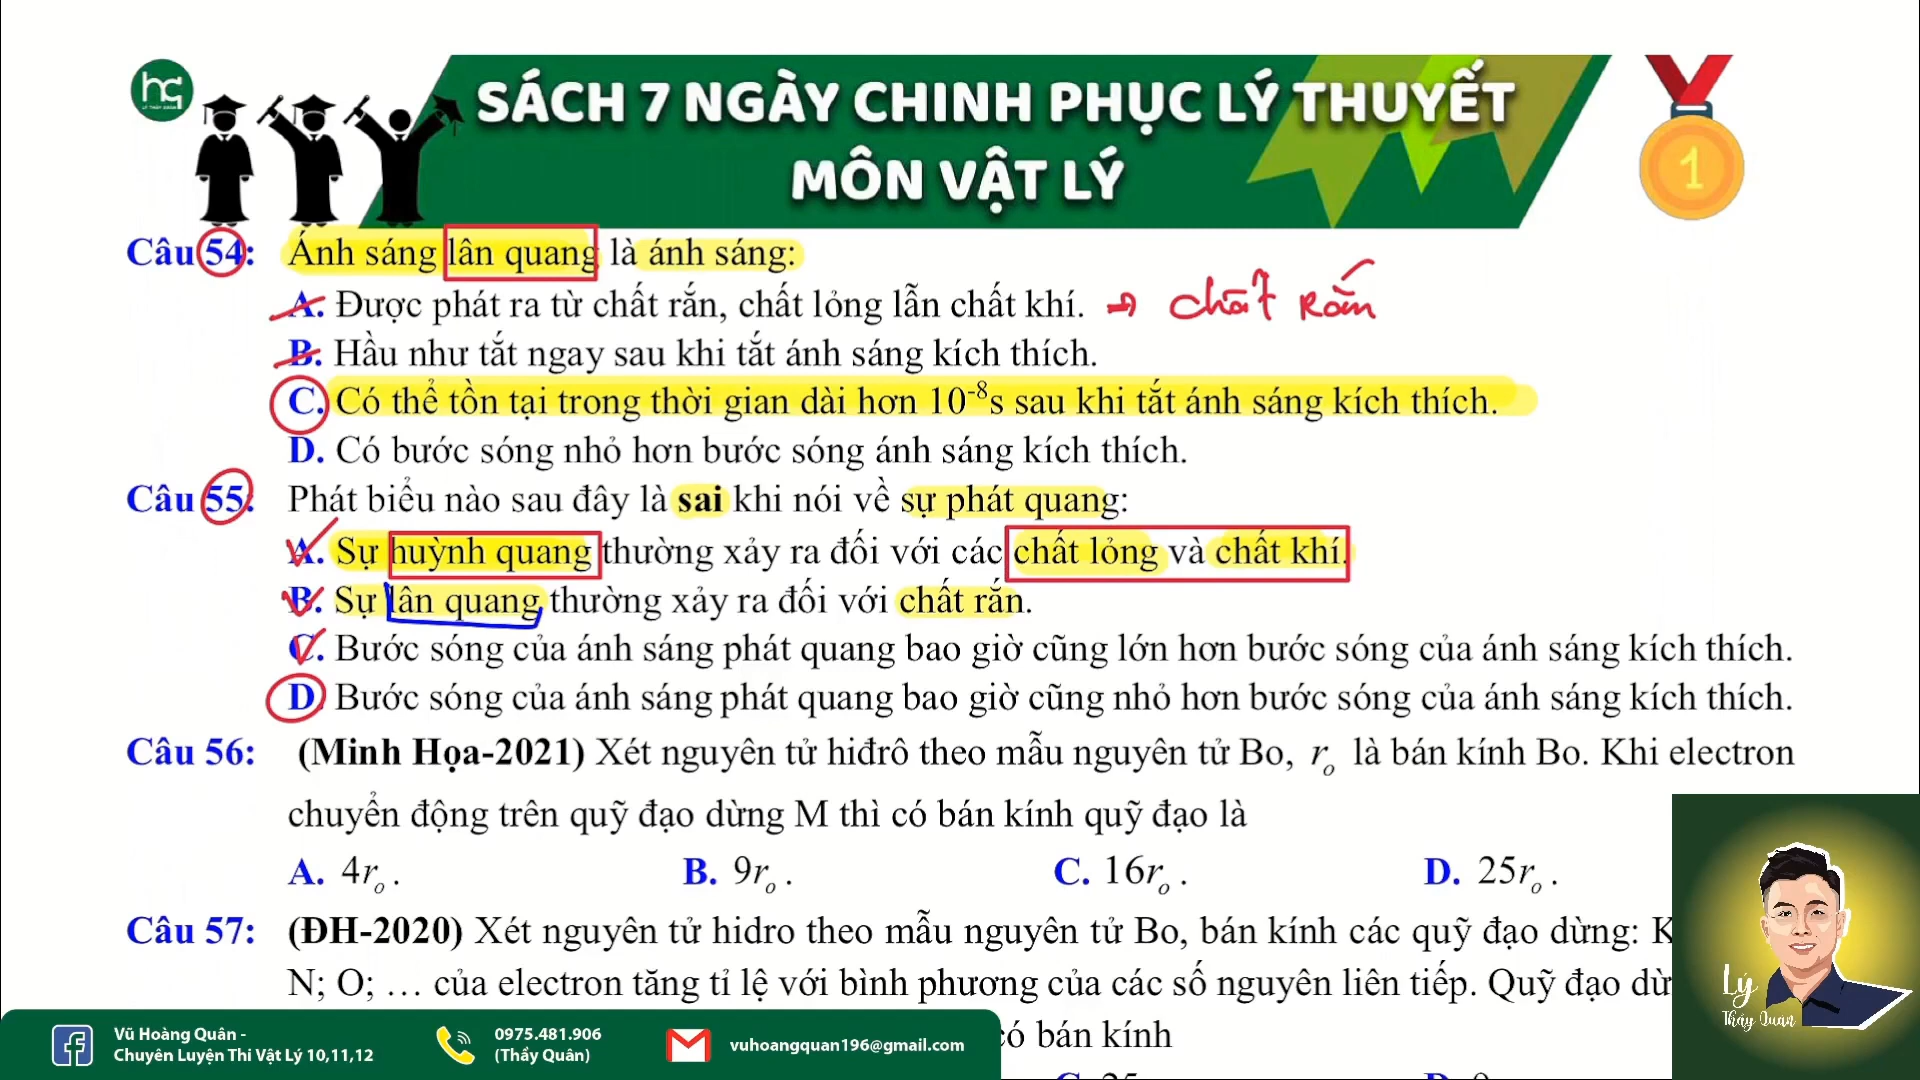 SÁCH 7 NGÀY CHINH PHỤC LÝ THUYẾT
MÔN VẬT LÝ
1
Câu 54: Ánh sáng lân quang là ánh sáng:
A. Được phát ra từ chất rắn, chất lỏng lẫn chất khí. → chất rắn
B. Hầu như tắt ngay sau khi tắt ánh sáng kích thích.
C. Có thể tồn tại trong thời gian dài hơn 10⁻⁸s sau khi tắt ánh sáng kích thích.
D. Có bước sóng nhỏ hơn bước sóng ánh sáng kích thích.
Câu 55: Phát biểu nào sau đây là sai khi nói về sự phát quang:
A. Sự huỳnh quang thường xảy ra đối với các chất lỏng và chất khí.
B. Sự lân quang thường xảy ra đối với chất rắn.
C. Bước sóng của ánh sáng phát quang bao giờ cũng lớn hơn bước sóng của ánh sáng kích thích.
D. Bước sóng của ánh sáng phát quang bao giờ cũng nhỏ hơn bước sóng của ánh sáng kích thích.
Câu 56: (Minh Họa-2021) Xét nguyên tử hiđrô theo mẫu nguyên tử Bo, rₒ là bán kính Bo. Khi electron
chuyển động trên quỹ đạo dừng M thì có bán kính quỹ đạo là
A. 4rₒ. B. 9rₒ. C. 16rₒ. D. 25rₒ.
Câu 57: (ĐH-2020) Xét nguyên tử hidro theo mẫu nguyên tử Bo, bán kính các quỹ đạo dừng: K
N; O; … của electron tăng tỉ lệ với bình phương của các số nguyên liên tiếp. Quỹ đạo dừ
có bán kính
Lý
Thầy Quân
Vũ Hoàng Quân -
Chuyên Luyện Thi Vật Lý 10,11,12
0975.481.906
(Thầy Quân)
vuhoangquan196@gmail.com